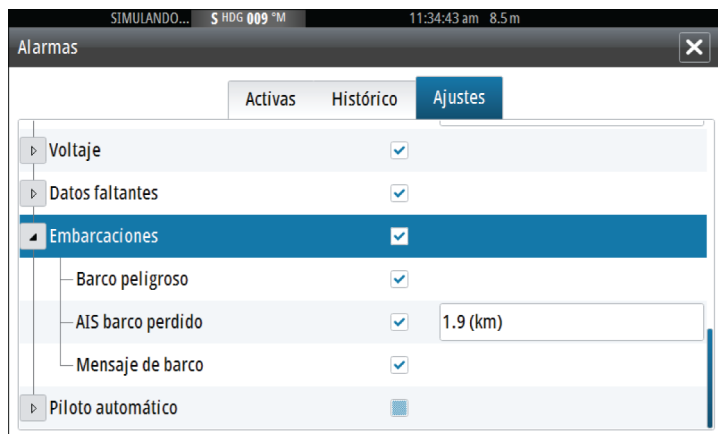 SIMULANDO... S HDG 009 °M 11:34:43 am 8.5 m
Alarmas
Activas Histórico Ajustes
Voltaje
Datos faltantes
Embarcaciones
Barco peligroso
AIS barco perdido 1.9 (km)
Mensaje de barco
Piloto automático